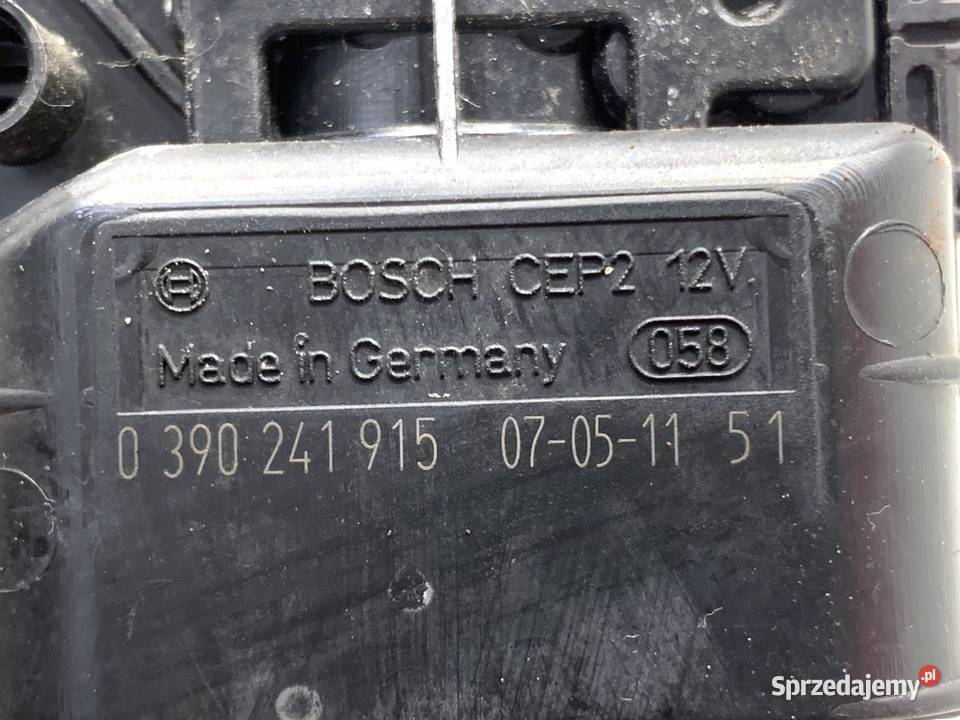 BOSCH CEP2 12V
Made in Germany 058
0 390 241 915 07-05-11 51
Sprzedajemy.pl